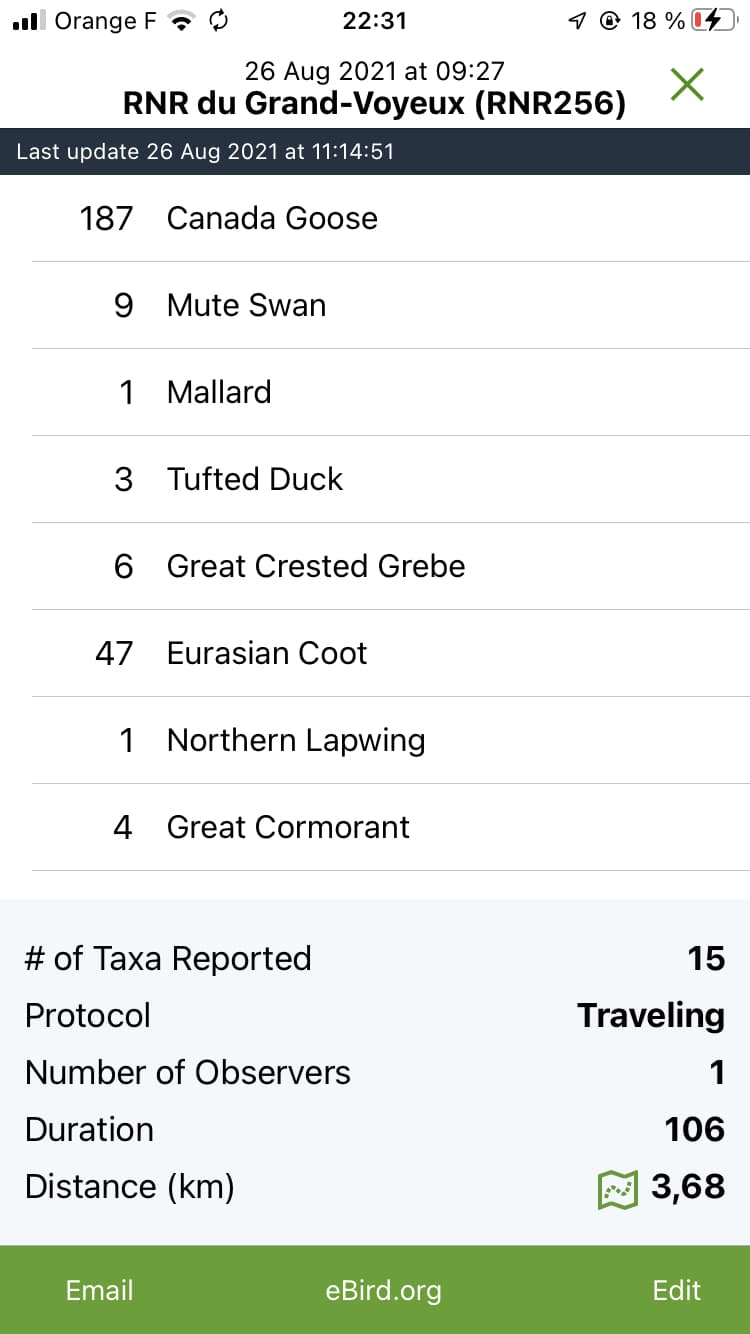 Orange F 22:31 18 %
26 Aug 2021 at 09:27
RNR du Grand-Voyeux (RNR256)
Last update 26 Aug 2021 at 11:14:51
187 Canada Goose
9 Mute Swan
1 Mallard
3 Tufted Duck
6 Great Crested Grebe
47 Eurasian Coot
1 Northern Lapwing
4 Great Cormorant
# of Taxa Reported 15
Protocol Traveling
Number of Observers 1
Duration 106
Distance (km) 3,68
Email eBird.org Edit